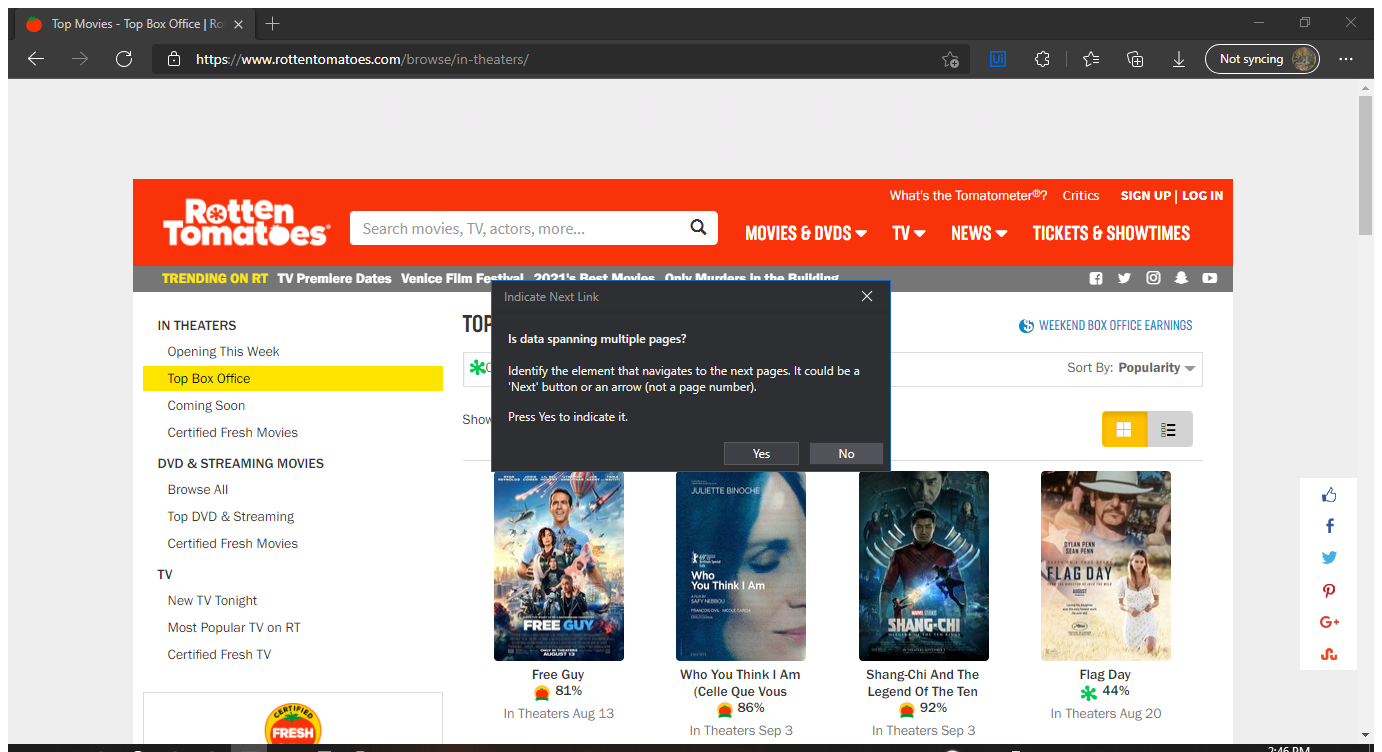 Top Movies - Top Box Office | Ro
https://www.rottentomatoes.com/browse/in-theaters/
Ui
Not syncing
What's the Tomatometer®?
Critics
SIGN UP | LOG IN
Rotten
Tomatoes
Search movies, TV, actors, more...
MOVIES & DVDS
TV
NEWS
TICKETS & SHOWTIMES
TRENDING ON RT
TV Premiere Dates
Venice Film Festival
2021's Best Movies
Only Murders in the Building
Indicate Next Link
Is data spanning multiple pages?
Identify the element that navigates to the next pages. It could be a
'Next' button or an arrow (not a page number).
Press Yes to indicate it.
Yes
No
IN THEATERS
Opening This Week
Top Box Office
Coming Soon
Certified Fresh Movies
DVD & STREAMING MOVIES
Browse All
Top DVD & Streaming
Certified Fresh Movies
TV
New TV Tonight
Most Popular TV on RT
Certified Fresh TV
CERTIFIED
FRESH
TOP
WEEKEND BOX OFFICE EARNINGS
Sort By: Popularity
Show
FREE GUY
AUGUST 13
JULIETTE BINOCHE
Who
You Think I Am
SAFY NEBBOU
MARVEL STUDIOS
SHANG-CHI
DYLAN PENN
SEAN PENN
FLAG DAY
Free Guy
81%
In Theaters Aug 13
Who You Think I Am
(Celle Que Vous
86%
In Theaters Sep 3
Shang-Chi And The
Legend Of The Ten
92%
In Theaters Sep 3
Flag Day
44%
In Theaters Aug 20
G+
2:46 PM